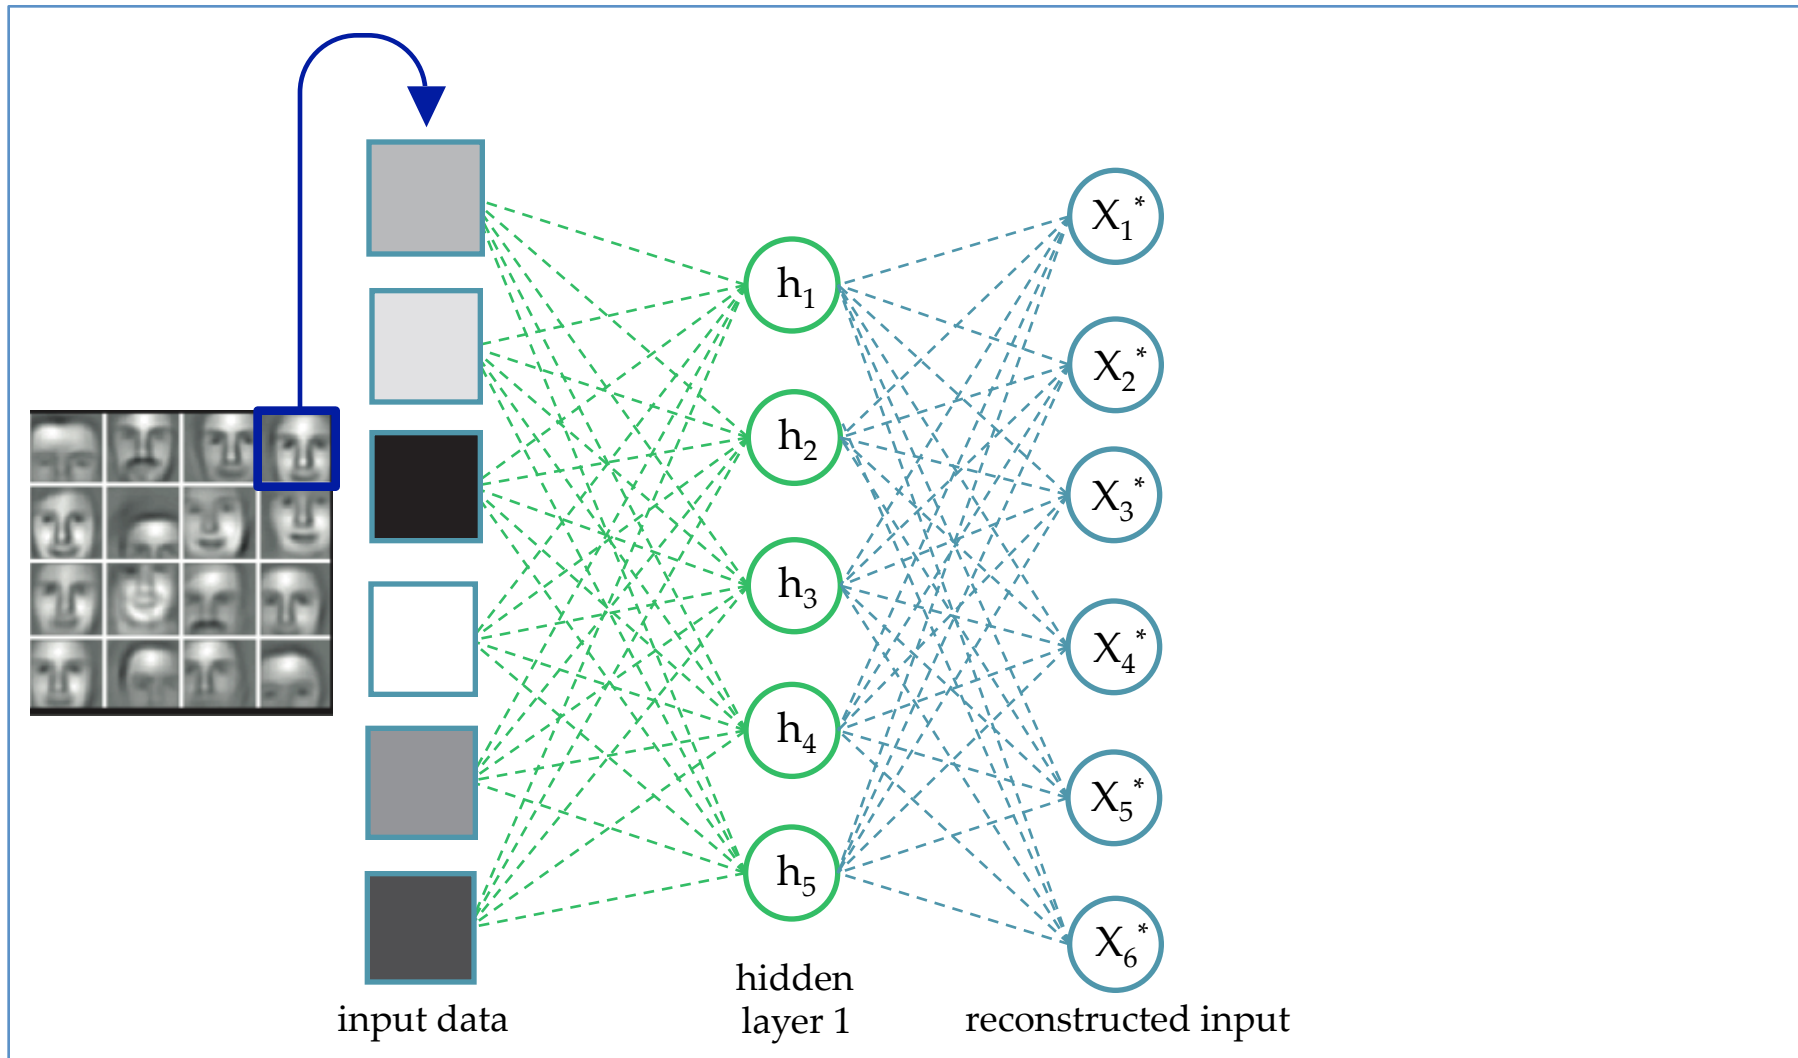 h₁
h₂
h₃
h₄
h₅
X₁*
X₂*
X₃*
X₄*
X₅*
X₆*
input data
hidden
layer 1
reconstructed input